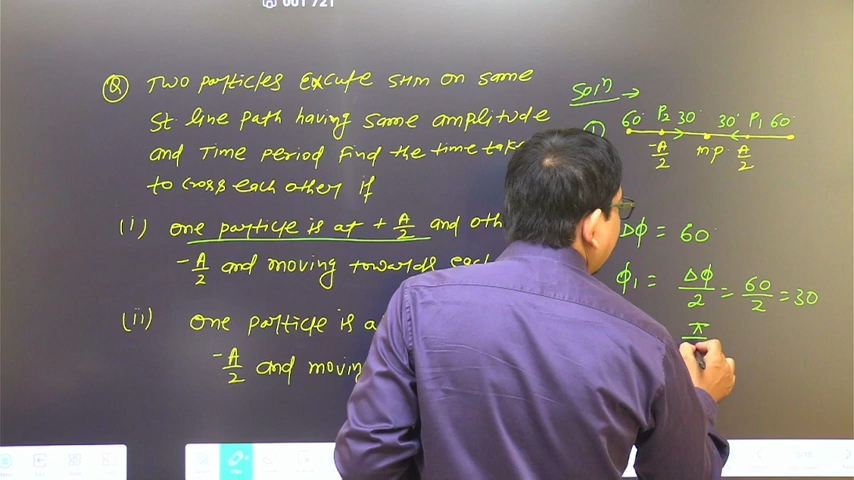 001 721
Q Two particles Excute SHM on same
St. line path having same amplitude
and Time period Find the time take
to cross each other if
(i) one particle is at + A/2 and oth
-A/2 and moving towards eac
(ii) one particle is a
-A/2 and moving
Soln →
60° P2 30° 30° P1 60°
-A/2 m.p. A/2
Δϕ = 60
ϕ1 = Δϕ/2 = 60/2 = 30
π